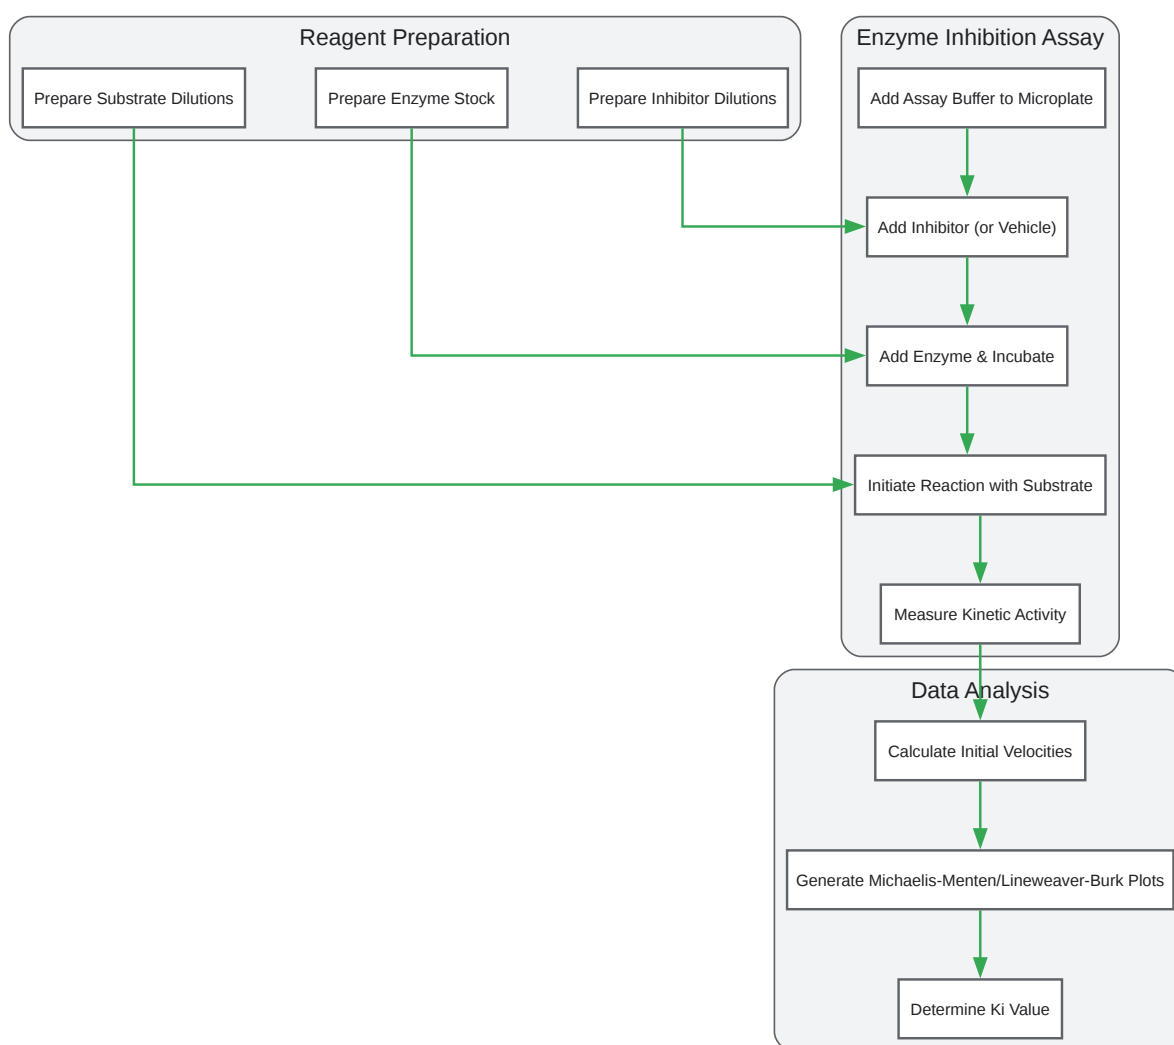 Reagent Preparation
Prepare Substrate Dilutions
Prepare Enzyme Stock
Prepare Inhibitor Dilutions
Enzyme Inhibition Assay
Add Assay Buffer to Microplate
Add Inhibitor (or Vehicle)
Add Enzyme & Incubate
Initiate Reaction with Substrate
Measure Kinetic Activity
Data Analysis
Calculate Initial Velocities
Generate Michaelis-Menten/Lineweaver-Burk Plots
Determine Ki Value